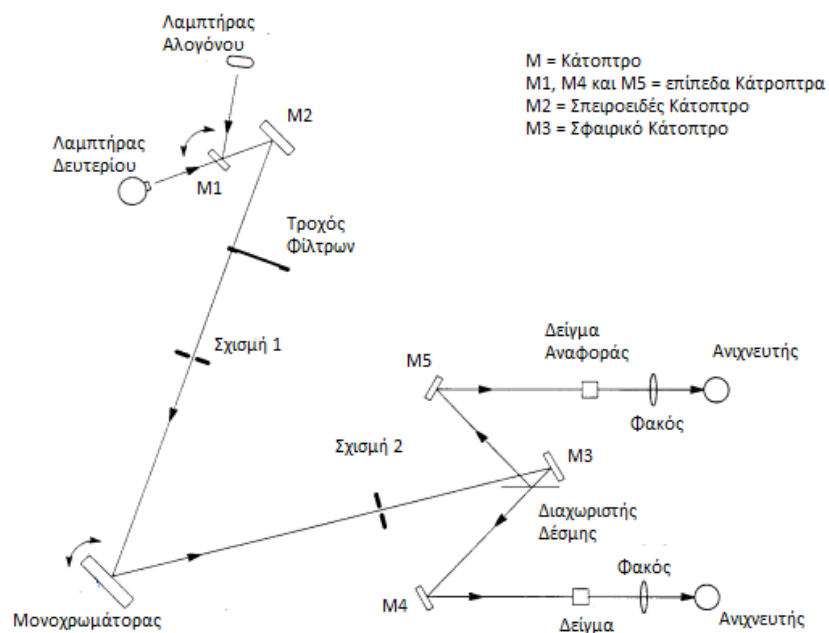 Λαμπτήρας
Αλογόνου
M = Κάτοπτρο
M1, M4 και M5 = επίπεδα Κάτροπτρα
M2 = Σπειροειδές Κάτοπτρο
M3 = Σφαιρικό Κάτοπτρο
M2
Λαμπτήρας
Δευτερίου
M1
Τροχός
Φίλτρων
Σχισμή 1
M5
Δείγμα
Αναφοράς
Ανιχνευτής
Φακός
Σχισμή 2
M3
Διαχωριστής
Δέσμης
Φακός
M4
Μονοχρωμάτορας
Δείγμα
Ανιχνευτής